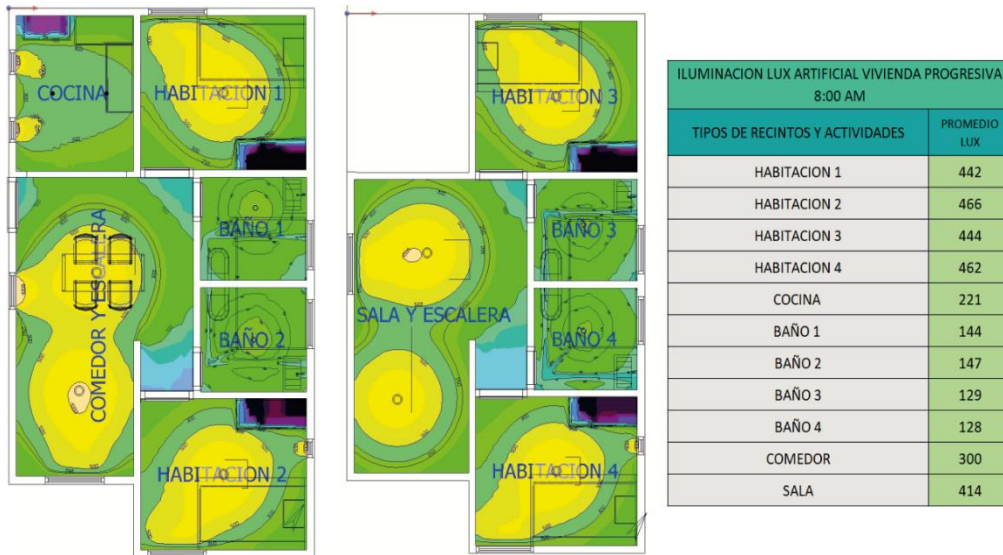 COCINA
HABITACION 1
BAÑO 1
COMEDOR Y ESCALERA
BAÑO 2
HABITACION 2
HABITACION 3
BAÑO 3
SALA Y ESCALERA
BAÑO 4
HABITACION 4
ILUMINACION LUX ARTIFICIAL VIVIENDA PROGRESIVA
8:00 AM
TIPOS DE RECINTOS Y ACTIVIDADES PROMEDIO LUX
HABITACION 1 442
HABITACION 2 466
HABITACION 3 444
HABITACION 4 462
COCINA 221
BAÑO 1 144
BAÑO 2 147
BAÑO 3 129
BAÑO 4 128
COMEDOR 300
SALA 414